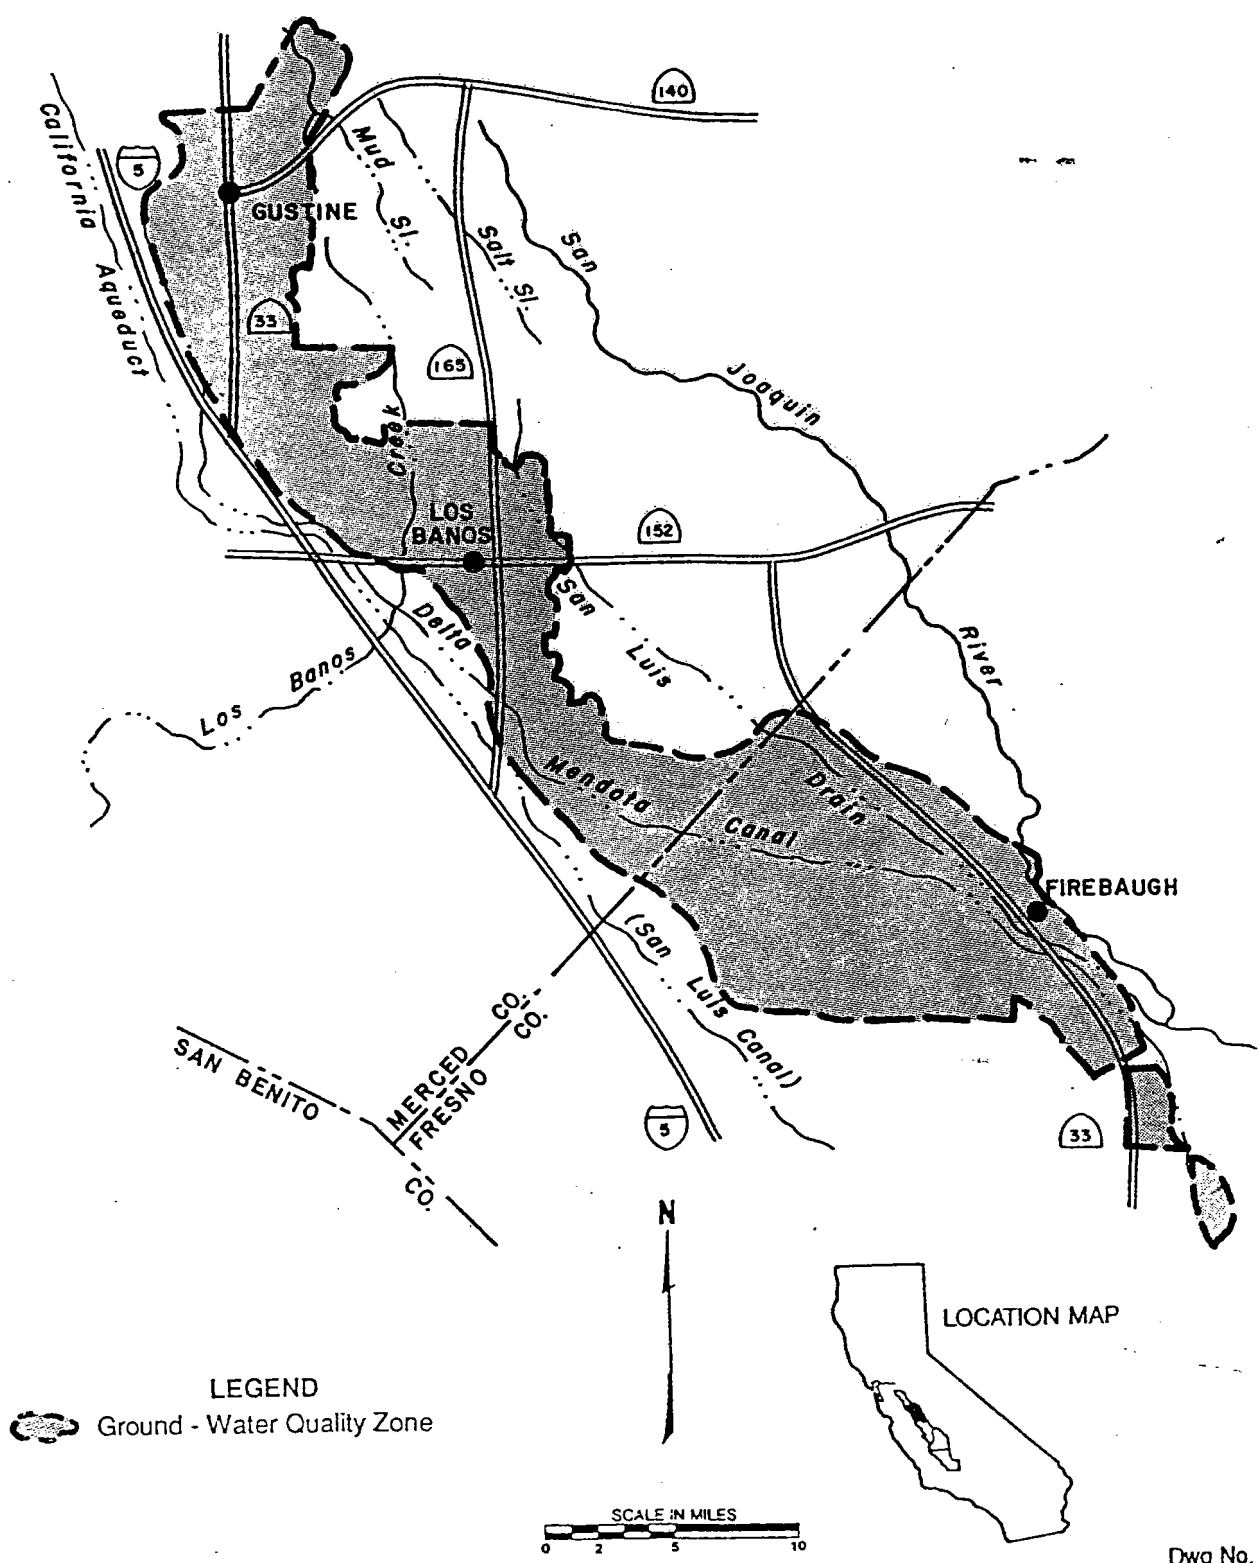 140
California
Aqueduct
5
Mud
Sl.
GUSTINE
Salt Sl.
San
Joaquin
River
33
165
Creek
LOS
BANOS
152
San
Luis
Drain
Delta
Mendota
Canal
Los
Banos
FIREBAUGH
(San
Luis
Canal)
CO.
CO.
MERCED
FRESNO
SAN BENITO
CO.
5
33
N
LOCATION MAP
LEGEND
Ground - Water Quality Zone
SCALE IN MILES
0 2 5 10
Dwg No.